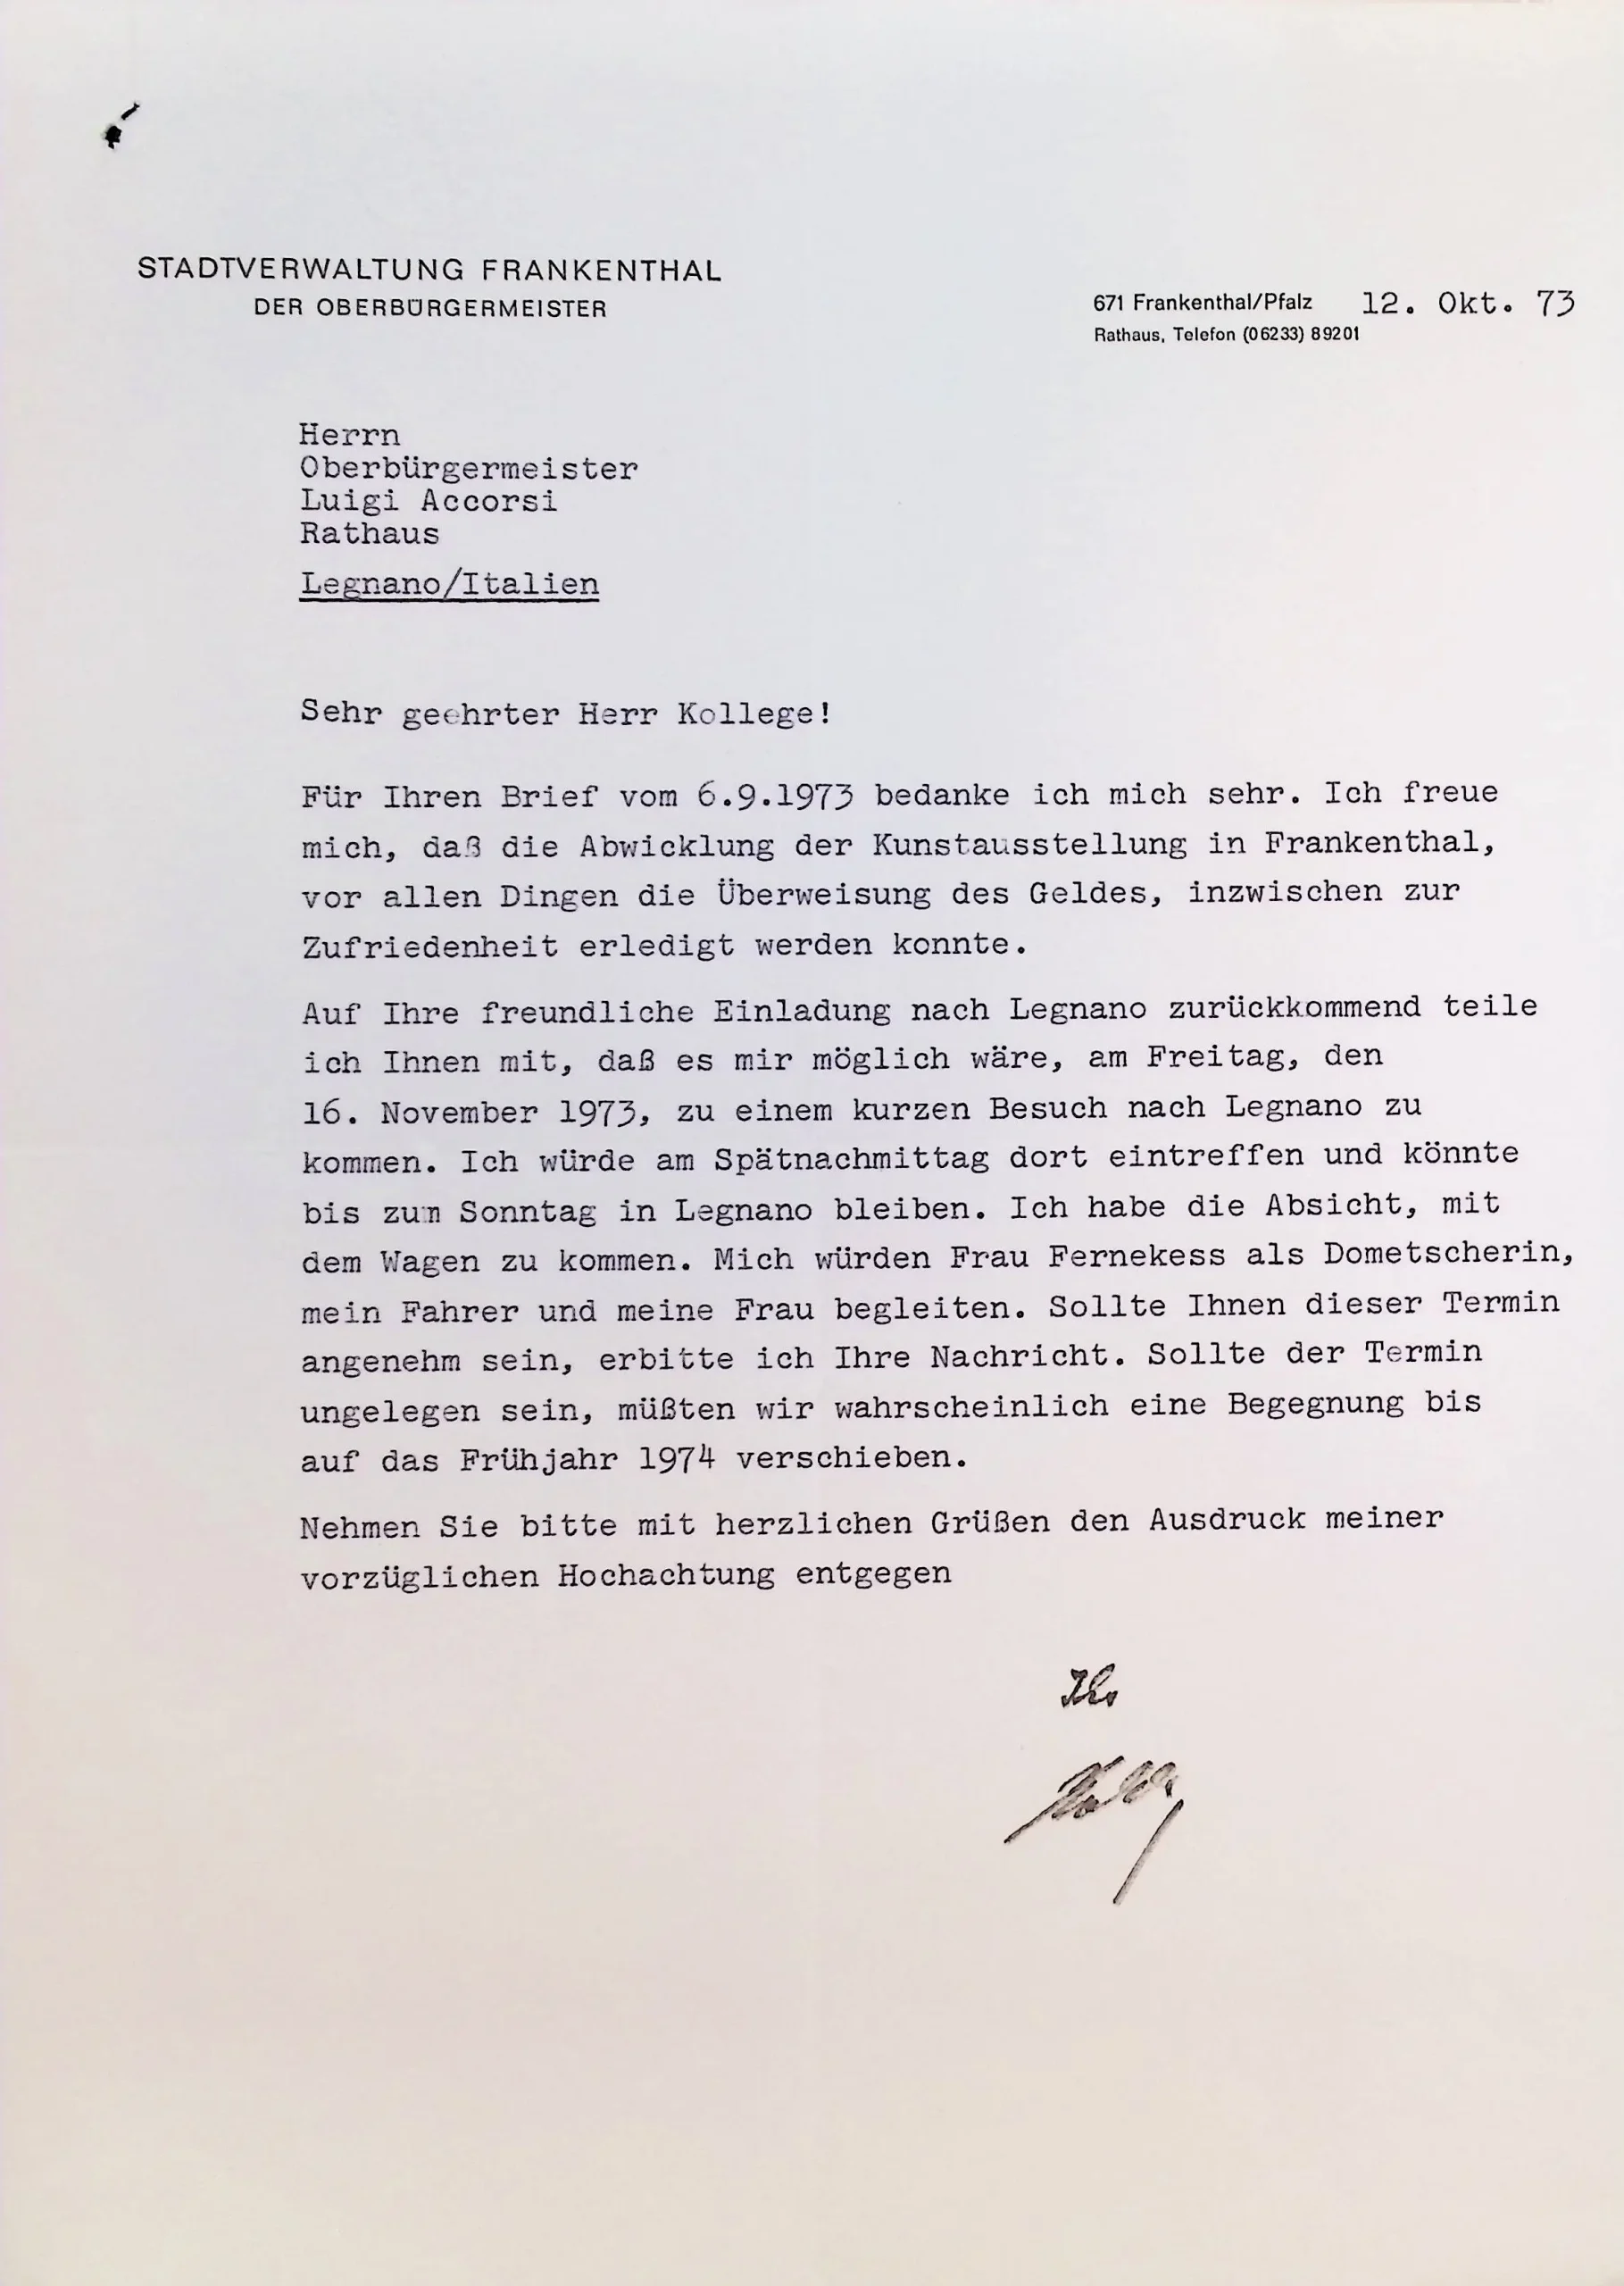 STADTVERWALTUNG FRANKENTHAL
DER OBERBÜRGERMEISTER
671 Frankenthal/Pfalz 12. Okt. 73
Rathaus, Telefon (06233) 89201
Herrn
Oberbürgermeister
Luigi Accorsi
Rathaus
Legnano/Italien
Sehr geehrter Herr Kollege!
Für Ihren Brief vom 6.9.1973 bedanke ich mich sehr. Ich freue
mich, daß die Abwicklung der Kunstausstellung in Frankenthal,
vor allen Dingen die Überweisung des Geldes, inzwischen zur
Zufriedenheit erledigt werden konnte.
Auf Ihre freundliche Einladung nach Legnano zurückkommend teile
ich Ihnen mit, daß es mir möglich wäre, am Freitag, den
16. November 1973, zu einem kurzen Besuch nach Legnano zu
kommen. Ich würde am Spätnachmittag dort eintreffen und könnte
bis zum Sonntag in Legnano bleiben. Ich habe die Absicht, mit
dem Wagen zu kommen. Mich würden Frau Fernekess als Dometscherin,
mein Fahrer und meine Frau begleiten. Sollte Ihnen dieser Termin
angenehm sein, erbitte ich Ihre Nachricht. Sollte der Termin
ungelegen sein, müßten wir wahrscheinlich eine Begegnung bis
auf das Frühjahr 1974 verschieben.
Nehmen Sie bitte mit herzlichen Grüßen den Ausdruck meiner
vorzüglichen Hochachtung entgegen
Ihr